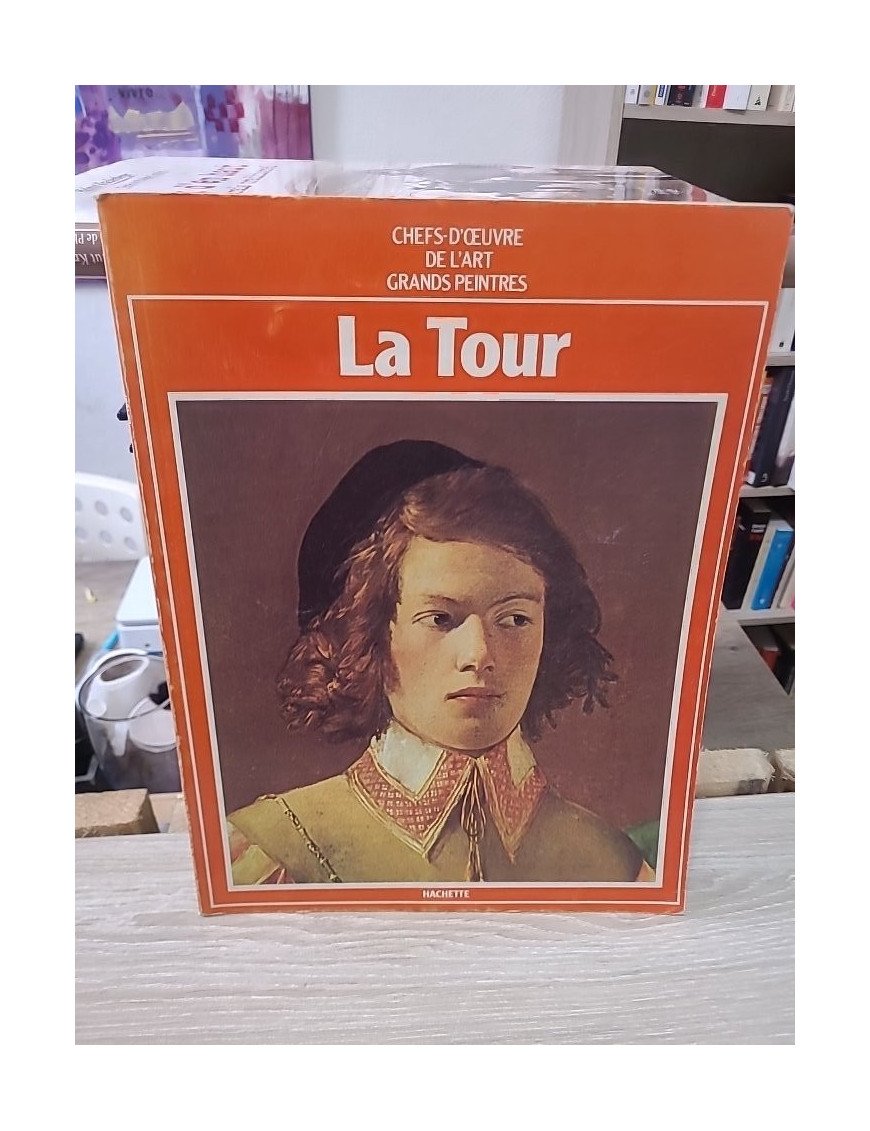 CHEFS-D'ŒUVRE
DE L'ART
GRANDS PEINTRES
La Tour
HACHETTE